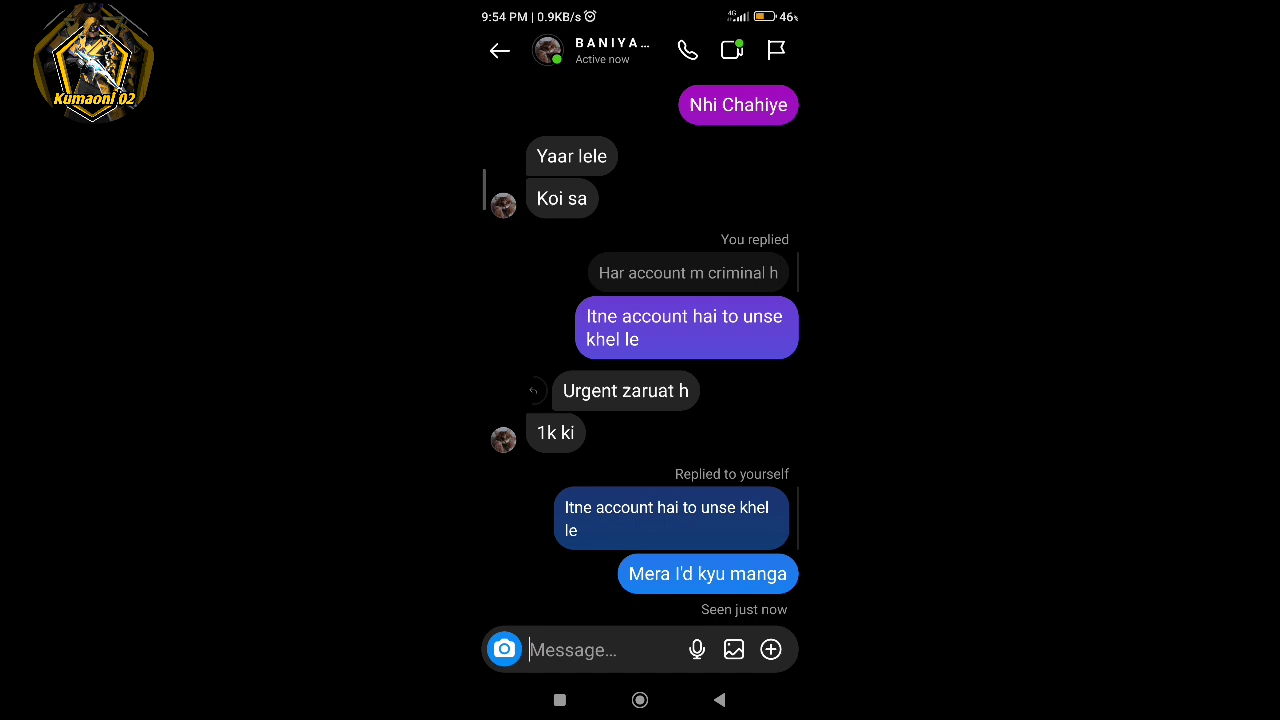 9:54 PM | 0.9KB/s
4G
46%
Kumaoni 02
BANIYA...
Active now
Nhi Chahiye
Yaar lele
Koi sa
You replied
Har account m criminal h
Itne account hai to unse
khel le
Urgent zaruat h
1k ki
Replied to yourself
Itne account hai to unse khel
le
Mera I'd kyu manga
Seen just now
Message...